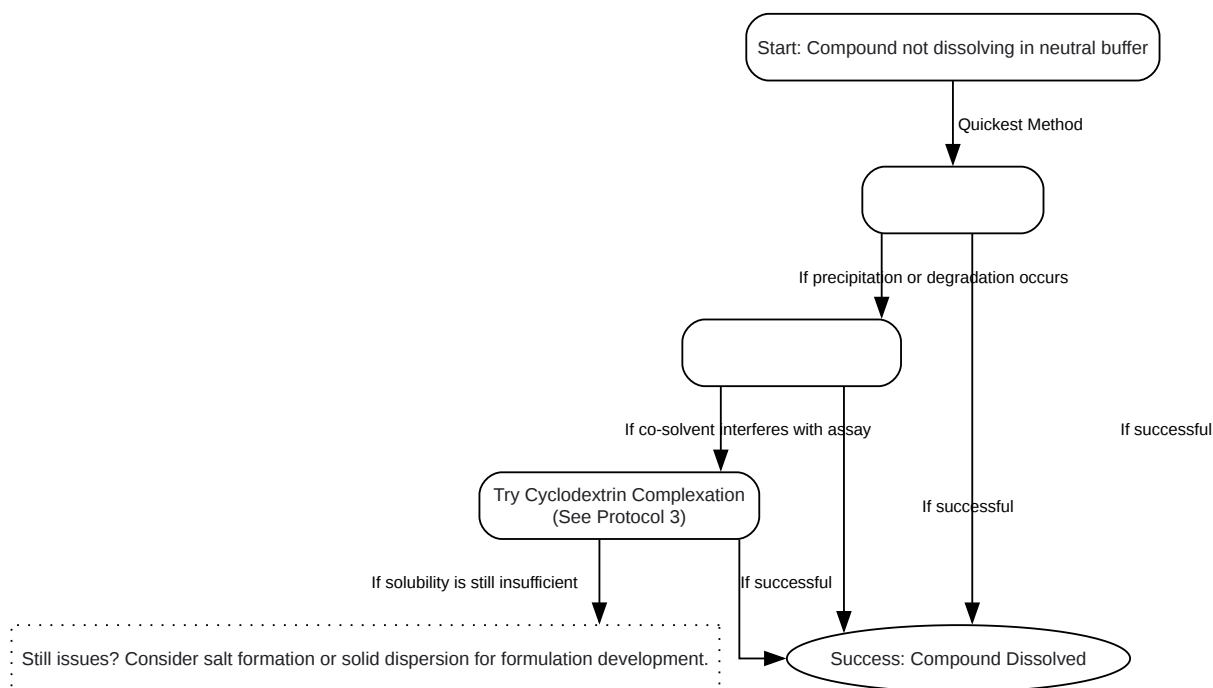 Start: Compound not dissolving in neutral buffer
Quickest Method
If precipitation or degradation occurs
If co-solvent interferes with assay
If successful
Try Cyclodextrin Complexation
(See Protocol 3)
If successful
If solubility is still insufficient
If successful
Still issues? Consider salt formation or solid dispersion for formulation development.
Success: Compound Dissolved